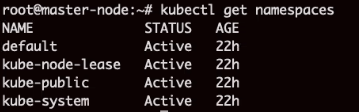 root@master-node:~# kubectl get namespaces
NAME STATUS AGE
default Active 22h
kube-node-lease Active 22h
kube-public Active 22h
kube-system Active 22h